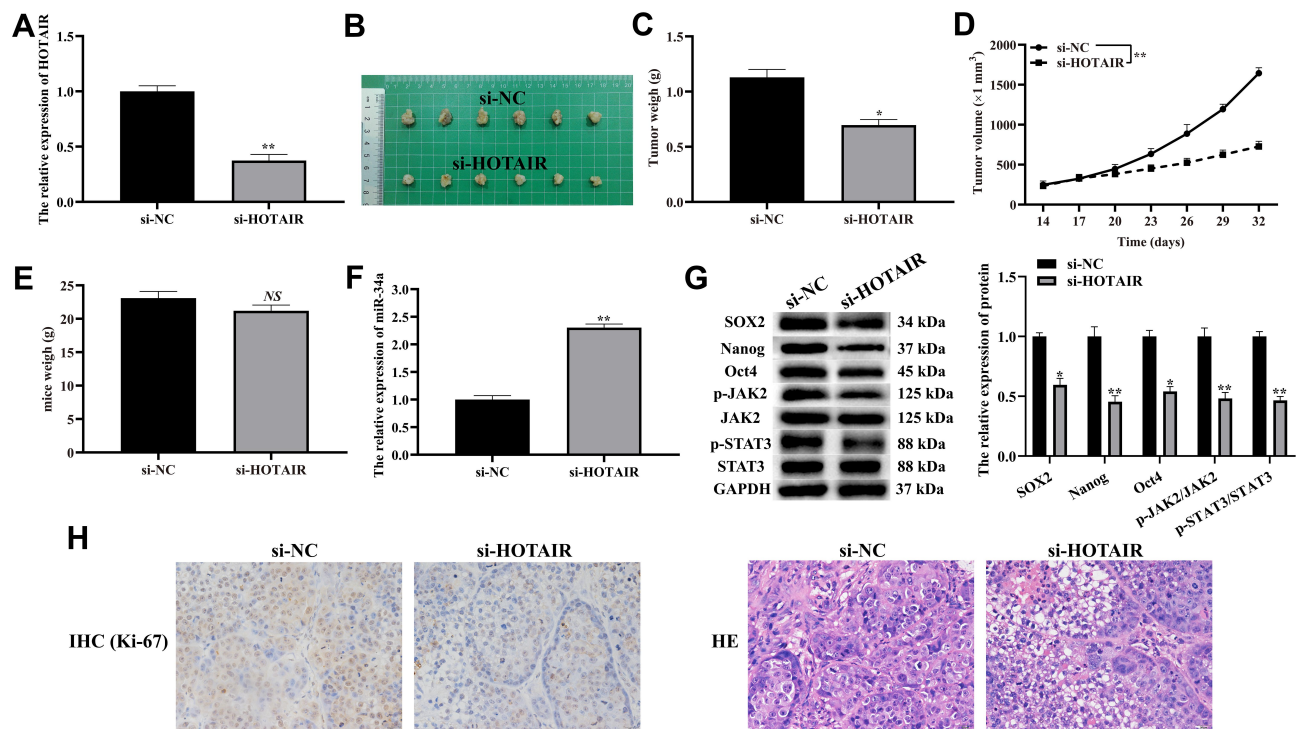 A
The relative expression of HOTAIR
1.5
1.0
0.5
0.0
**
si-NC
si-HOTAIR
B
si-NC
si-HOTAIR
C
Tumor weigh (g)
1.5
1.0
0.5
0.0
*
si-NC
si-HOTAIR
D
Tumor volume (×1 mm³)
2000
1500
1000
500
0
si-NC
si-HOTAIR
**
14 17 20 23 26 29 32
Time (days)
E
mice weigh (g)
25
20
15
10
5
0
NS
si-NC
si-HOTAIR
F
The relative expression of miR-34a
3.0
2.5
2.0
1.5
1.0
0.5
0.0
**
si-NC
si-HOTAIR
G
si-NC
si-HOTAIR
SOX2 34 kDa
Nanog 37 kDa
Oct4 45 kDa
p-JAK2 125 kDa
JAK2 125 kDa
p-STAT3 88 kDa
STAT3 88 kDa
GAPDH 37 kDa
si-NC
si-HOTAIR
The relative expression of protein
1.5
1.0
0.5
0.0
* ** * ** **
SOX2
Nanog
Oct4
p-JAK2/JAK2
p-STAT3/STAT3
H
si-NC
si-HOTAIR
IHC (Ki-67)
si-NC
si-HOTAIR
HE